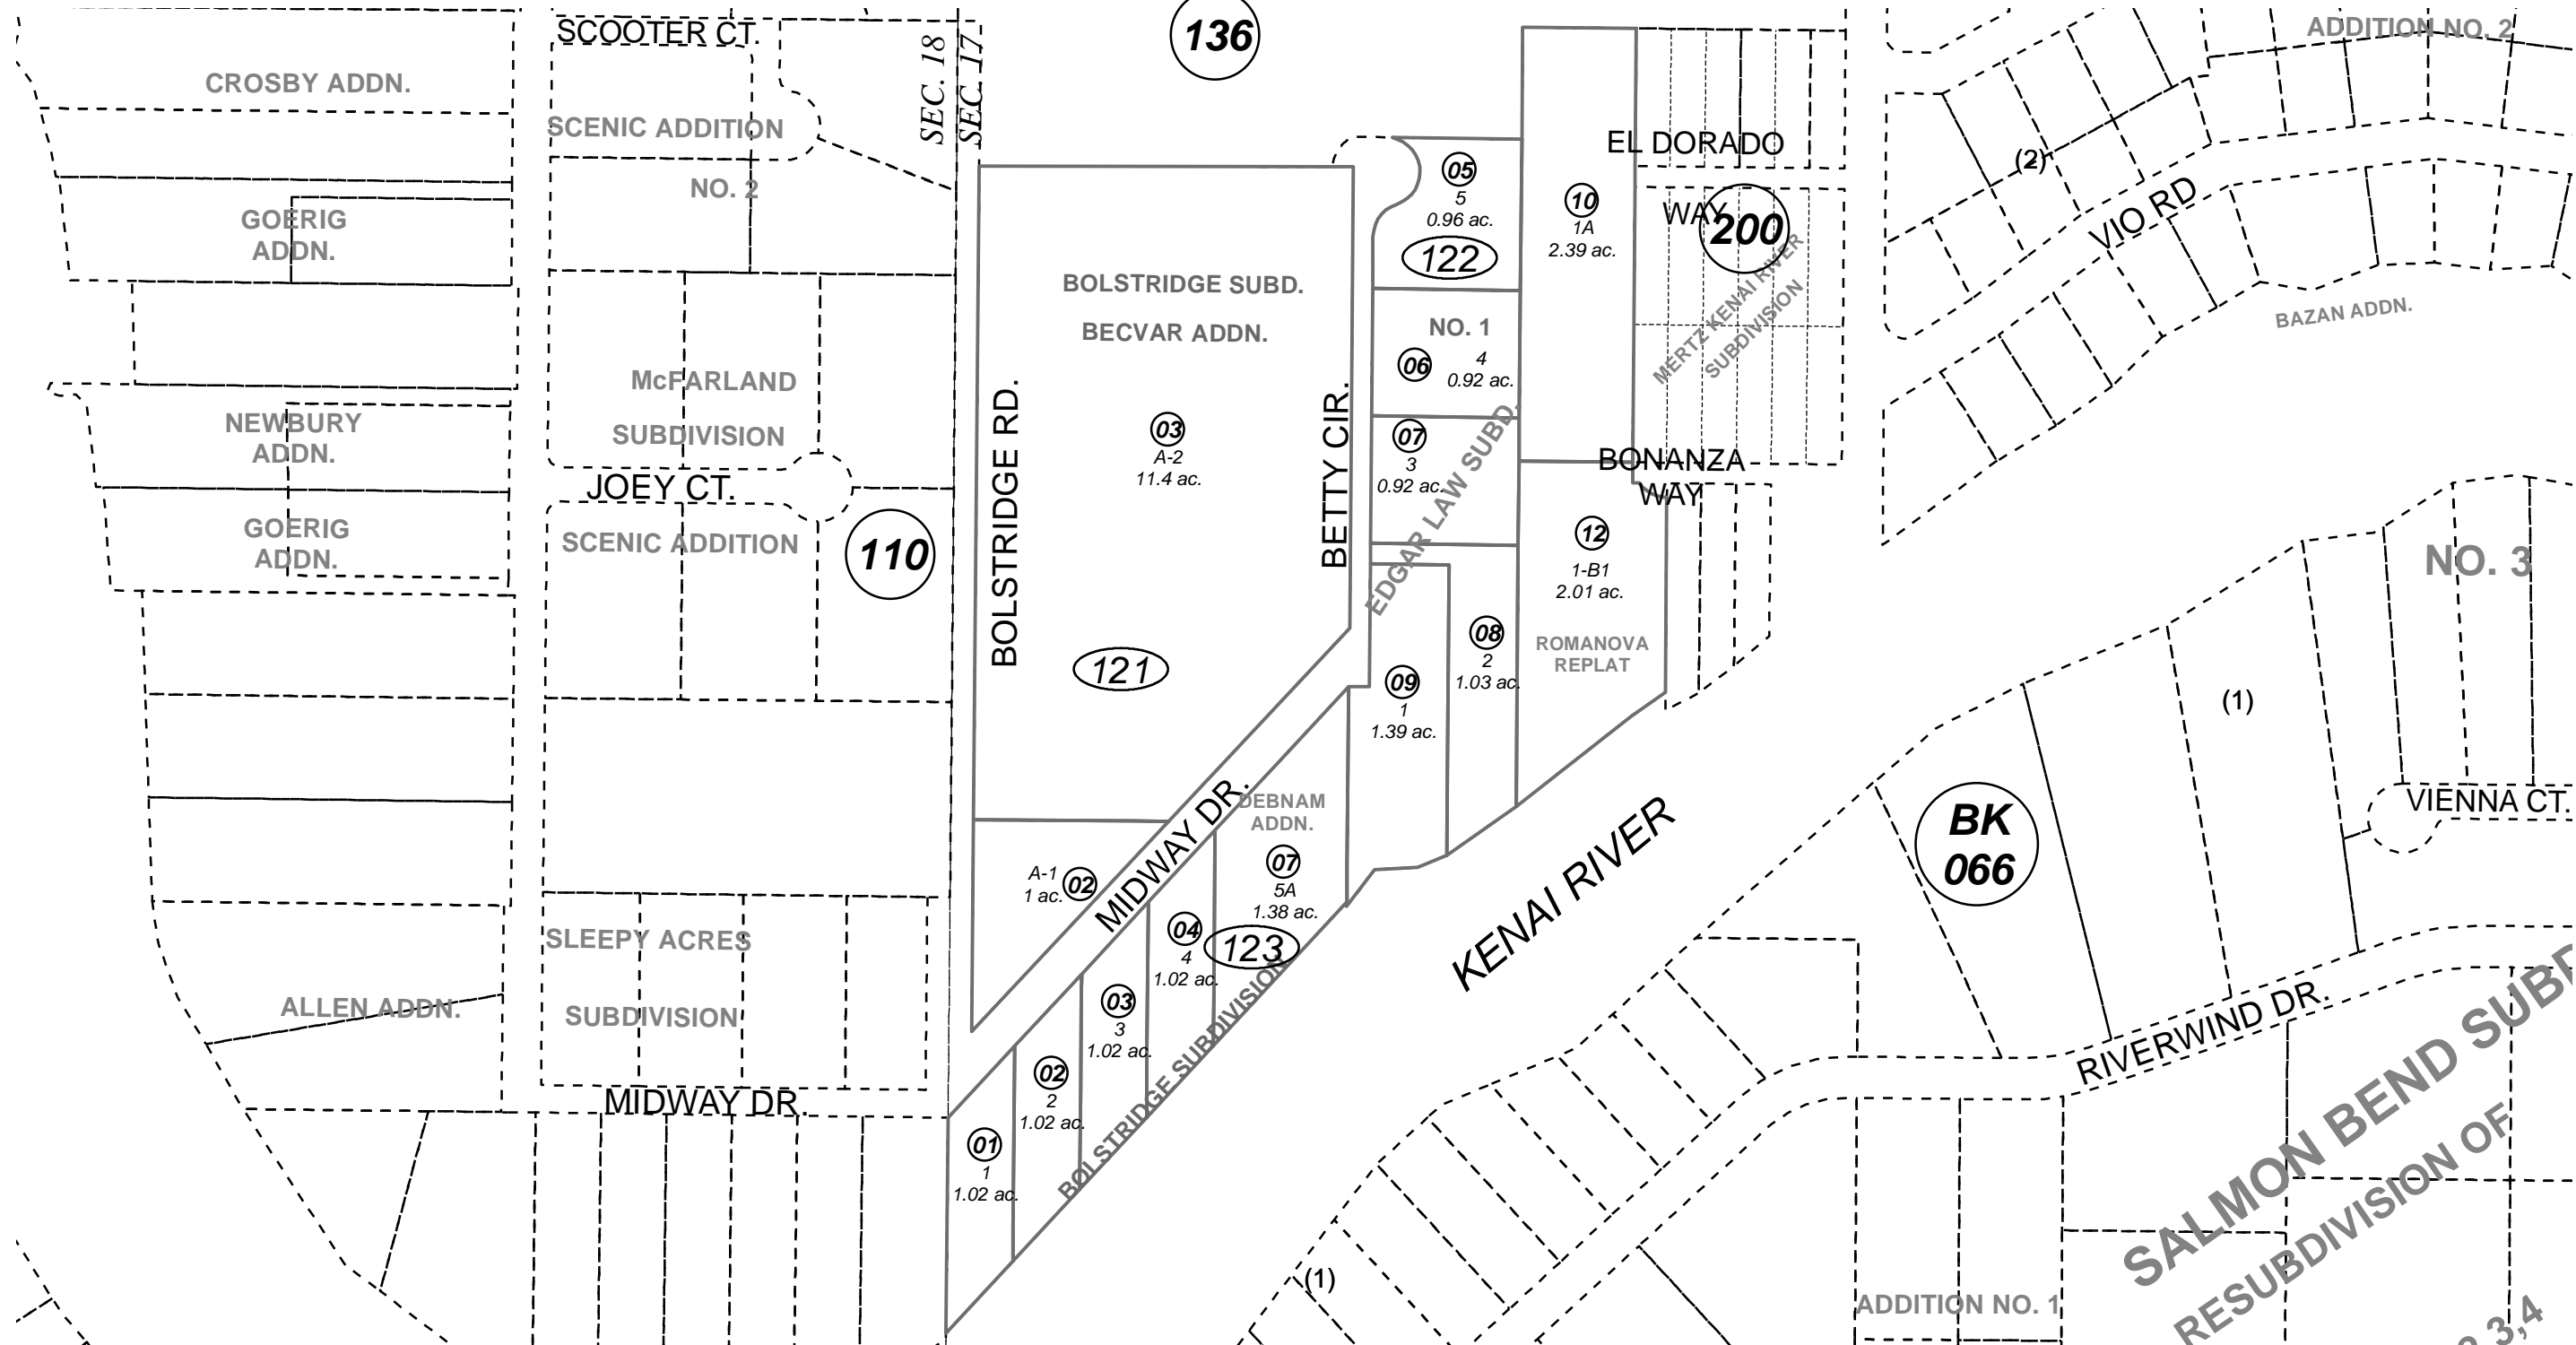 SCOOTER CT.
SEC. 18
SEC. 17
136
ADDITION NO. 2
CROSBY ADDN.
SCENIC ADDITION
NO. 2
GOERIG
ADDN.
05
5
0.96 ac.
122
10
1A
2.39 ac.
EL DORADO
WAY
200
MERTZ KENAI RIVER
SUBDIVISION
(2)
VIO RD
BAZAN ADDN.
BOLSTRIDGE SUBD.
BECVAR ADDN.
NO. 1
06
4
0.92 ac.
McFARLAND
SUBDIVISION
NEWBURY
ADDN.
BOLSTRIDGE RD.
03
A-2
11.4 ac.
BETTY CIR.
07
3
0.92 ac.
EDGAR LAW SUBD.
BONANZA
WAY
JOEY CT.
GOERIG
ADDN.
SCENIC ADDITION
110
12
1-B1
2.01 ac.
ROMANOVA
REPLAT
NO. 3
121
08
2
1.03 ac.
09
1
1.39 ac.
(1)
MIDWAY DR.
DEBNAM
ADDN.
07
5A
1.38 ac.
KENAI RIVER
BK
066
VIENNA CT.
A-1
1 ac.
02
04
4
1.02 ac.
123
SLEEPY ACRES
SUBDIVISION
ALLEN ADDN.
03
3
1.02 ac.
BOLSTRIDGE SUBDIVISION
RIVERWIND DR.
MIDWAY DR.
02
2
1.02 ac.
01
1
1.02 ac.
(1)
ADDITION NO. 1
SALMON BEND SUBD
RESUBDIVISION OF
3,4